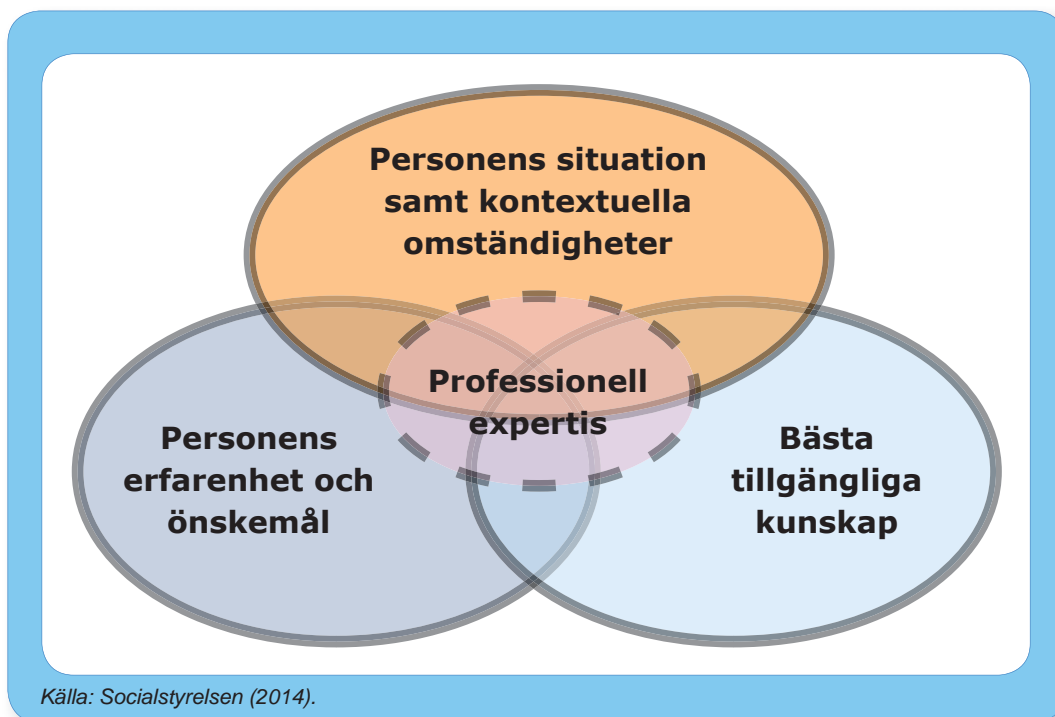 Personens situation
samt kontextuella
omständigheter
Professionell
expertis
Personens
erfarenhet och
önskemål
Bästa
tillgängliga
kunskap
Källa: Socialstyrelsen (2014).